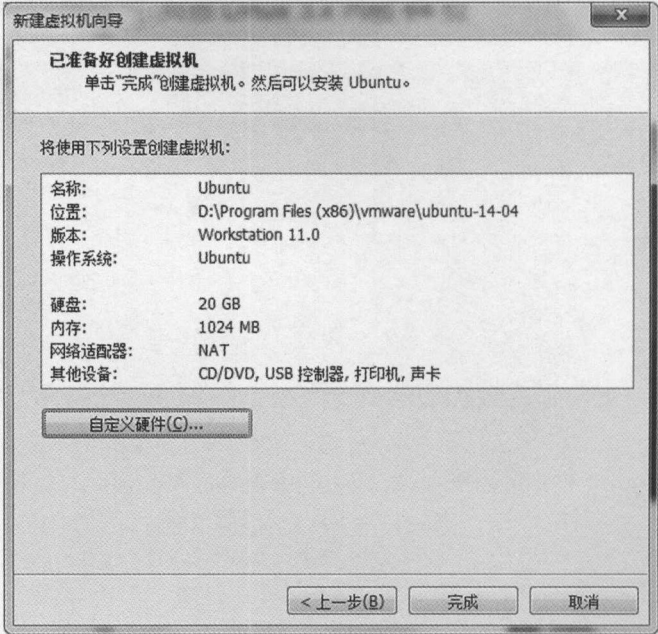 新建虚拟机向导
已准备好创建虚拟机
单击"完成"创建虚拟机。然后可以安装 Ubuntu。
将使用下列设置创建虚拟机:
名称: Ubuntu
位置: D:\Program Files (x86)\vmware\ubuntu-14-04
版本: Workstation 11.0
操作系统: Ubuntu
硬盘: 20 GB
内存: 1024 MB
网络适配器: NAT
其他设备: CD/DVD, USB 控制器, 打印机, 声卡
自定义硬件(C)...
< 上一步(B) 完成 取消